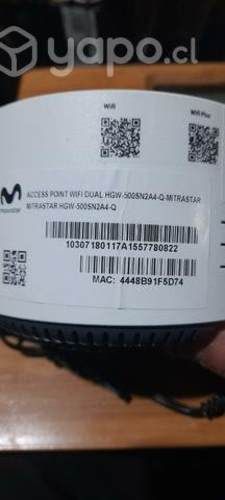 yapo.cl
Wifi
Wifi Plus
movistar
ACCESS POINT WIFI DUAL HGW-500SN2A4-Q-MITRASTAR
MITRASTAR HGW-500SN2A4-Q
10307180117A1557780822
MAC: 4448B91F5D74